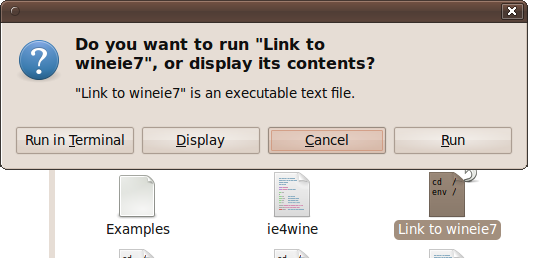 Do you want to run "Link to
wineie7", or display its contents?
"Link to wineie7" is an executable text file.
Run in Terminal
Display
Cancel
Run
cd /
env /
Examples
ie4wine
Link to wineie7